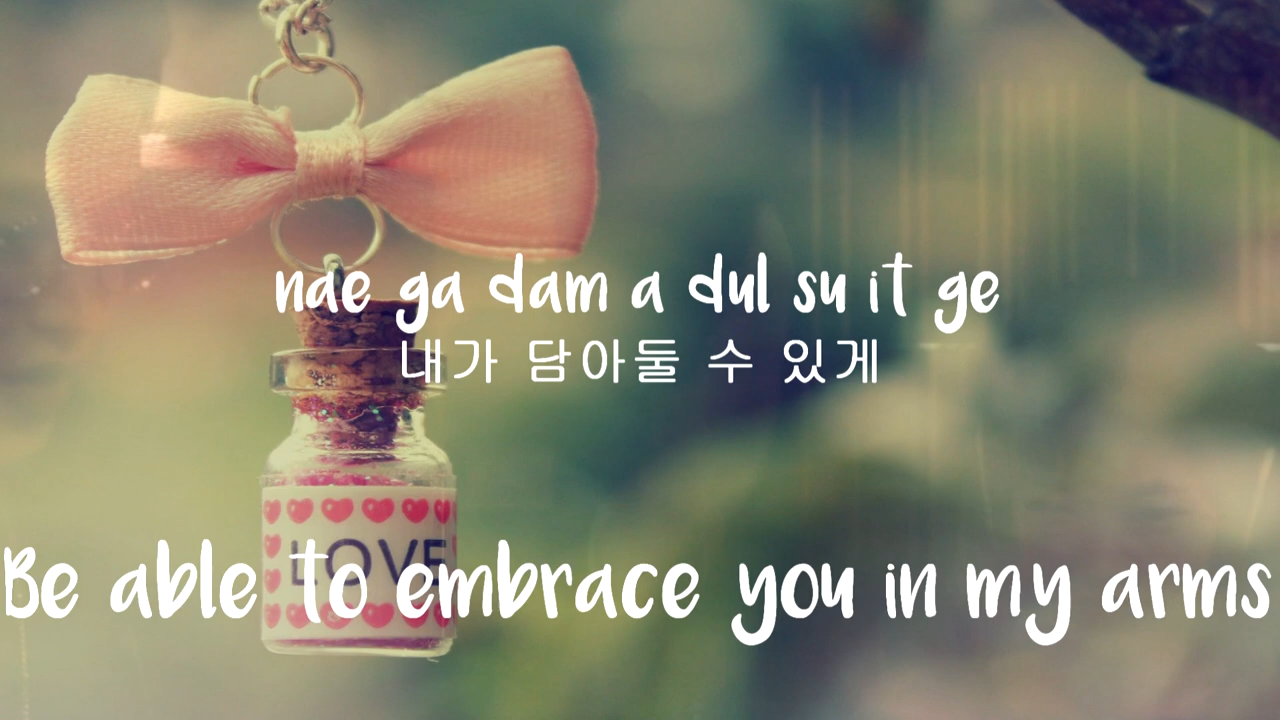 nae ga dam a dul su it ge
내가 담아둘 수 있게
LOVE
Be able to embrace you in my arms